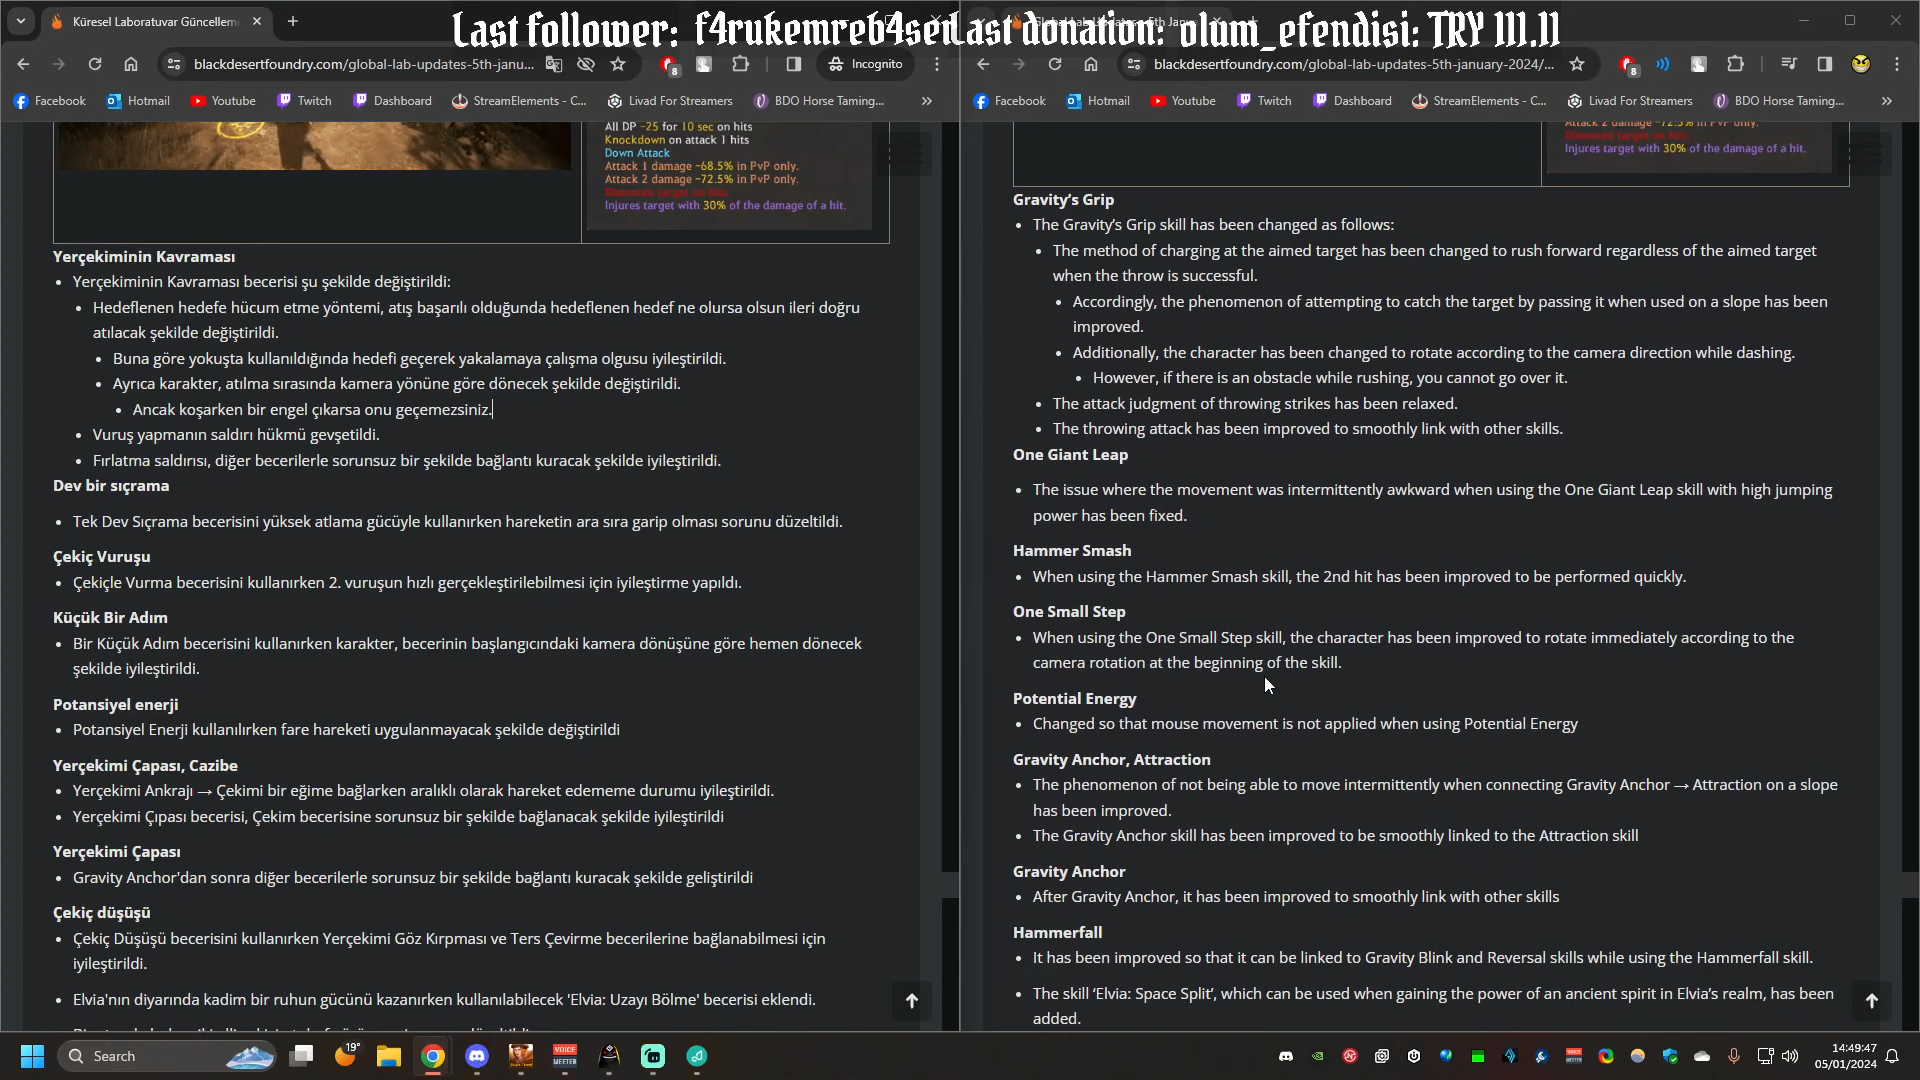 Last follower: f4rukemreb4sen
Last donation: olum_efendisi: TRY 111.11
Küresel Laboratuvar Güncellem
blackdesertfoundry.com/global-lab-updates-5th-janu...
8
Incognito
Facebook
Hotmail
Youtube
Twitch
Dashboard
StreamElements - C...
Livad For Streamers
BDO Horse Taming...
All DP -25 for 10 sec on hits
Knockdown on attack 1 hits
Down Attack
Attack 1 damage -68.5% in PvP only.
Attack 2 damage -72.5% in PvP only.
Injures target with 30% of the damage of a hit.
Yerçekiminin Kavraması
Yerçekiminin Kavraması becerisi şu şekilde değiştirildi:
Hedeflenen hedefe hücum etme yöntemi, atış başarılı olduğunda hedeflenen hedef ne olursa olsun ileri doğru
atılacak şekilde değiştirildi.
Buna göre yokuşta kullanıldığında hedefi geçerek yakalamaya çalışma olgusu iyileştirildi.
Ayrıca karakter, atılma sırasında kamera yönüne göre dönecek şekilde değiştirildi.
Ancak koşarken bir engel çıkarsa onu geçemezsiniz.
Vuruş yapmanın saldırı hükmü gevşetildi.
Fırlatma saldırısı, diğer becerilerle sorunsuz bir şekilde bağlantı kuracak şekilde iyileştirildi.
Dev bir sıçrama
Tek Dev Sıçrama becerisini yüksek atlama gücüyle kullanırken hareketin ara sıra garip olması sorunu düzeltildi.
Çekiç Vuruşu
Çekiçle Vurma becerisini kullanırken 2. vuruşun hızlı gerçekleştirilebilmesi için iyileştirme yapıldı.
Küçük Bir Adım
Bir Küçük Adım becerisini kullanırken karakter, becerinin başlangıcındaki kamera dönüşüne göre hemen dönecek
şekilde iyileştirildi.
Potansiyel enerji
Potansiyel Enerji kullanılırken fare hareketi uygulanmayacak şekilde değiştirildi
Yerçekimi Çapası, Cazibe
Yerçekimi Ankrajı → Çekimi bir eğime bağlarken aralıklı olarak hareket edememe durumu iyileştirildi.
Yerçekimi Çıpası becerisi, Çekim becerisine sorunsuz bir şekilde bağlanacak şekilde iyileştirildi
Yerçekimi Çapası
Gravity Anchor'dan sonra diğer becerilerle sorunsuz bir şekilde bağlantı kuracak şekilde geliştirildi
Çekiç düşüşü
Çekiç Düşüşü becerisini kullanırken Yerçekimi Göz Kırpması ve Ters Çevirme becerilerine bağlanabilmesi için
iyileştirildi.
Elvia'nın diyarında kadim bir ruhun gücünü kazanırken kullanılabilecek 'Elvia: Uzayı Bölme' becerisi eklendi.
blackdesertfoundry.com/global-lab-updates-5th-january-2024/...
8
Facebook
Hotmail
Youtube
Twitch
Dashboard
StreamElements - C...
Livad For Streamers
BDO Horse Taming...
Attack 2 damage -72.5% in PvP only.
Injures target with 30% of the damage of a hit.
Gravity's Grip
The Gravity's Grip skill has been changed as follows:
The method of charging at the aimed target has been changed to rush forward regardless of the aimed target
when the throw is successful.
Accordingly, the phenomenon of attempting to catch the target by passing it when used on a slope has been
improved.
Additionally, the character has been changed to rotate according to the camera direction while dashing.
However, if there is an obstacle while rushing, you cannot go over it.
The attack judgment of throwing strikes has been relaxed.
The throwing attack has been improved to smoothly link with other skills.
One Giant Leap
The issue where the movement was intermittently awkward when using the One Giant Leap skill with high jumping
power has been fixed.
Hammer Smash
When using the Hammer Smash skill, the 2nd hit has been improved to be performed quickly.
One Small Step
When using the One Small Step skill, the character has been improved to rotate immediately according to the
camera rotation at the beginning of the skill.
Potential Energy
Changed so that mouse movement is not applied when using Potential Energy
Gravity Anchor, Attraction
The phenomenon of not being able to move intermittently when connecting Gravity Anchor → Attraction on a slope
has been improved.
The Gravity Anchor skill has been improved to be smoothly linked to the Attraction skill
Gravity Anchor
After Gravity Anchor, it has been improved to smoothly link with other skills
Hammerfall
It has been improved so that it can be linked to Gravity Blink and Reversal skills while using the Hammerfall skill.
The skill ‘Elvia: Space Split’, which can be used when gaining the power of an ancient spirit in Elvia's realm, has been
added.
Search
19°
VOICE
MEETER
14:49:47
05/01/2024